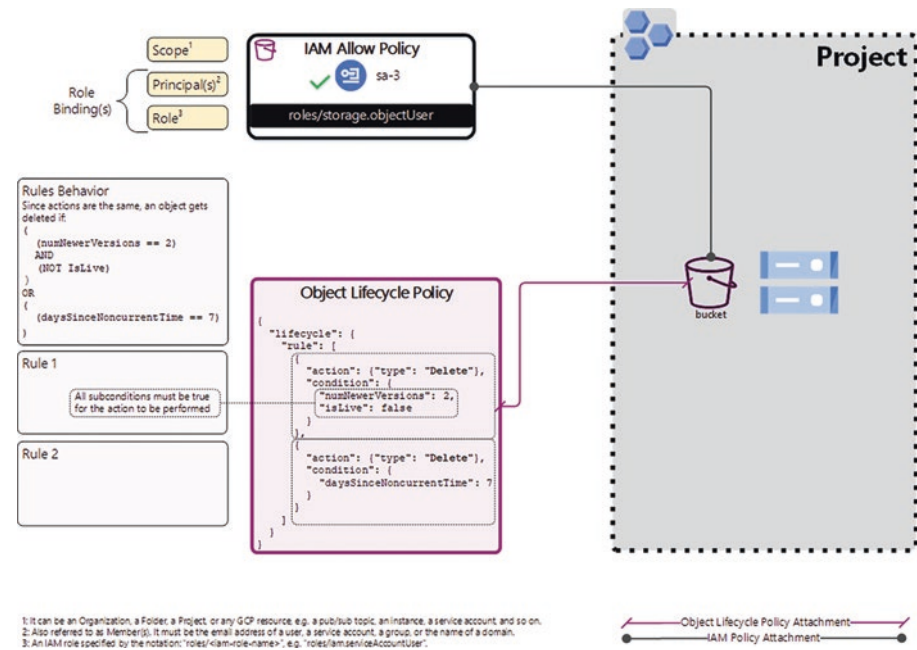 Scope1
Role
Binding(s)
Principal(s)2
Role3
IAM Allow Policy
sa-3
roles/storage.objectUser
Project
Rules Behavior
Since actions are the same, an object gets
deleted if:
{
(numNewerVersions == 2)
AND
(NOT IsLive)
}
OR
{
(daysSinceNoncurrentTime == 7)
}
Rule 1
All subconditions must be true
for the action to be performed
Rule 2
Object Lifecycle Policy
{
"lifecycle": {
"rule": [
{
"action": {"type": "Delete"},
"condition": {
"numNewerVersions": 2,
"isLive": false
}
},
{
"action": {"type": "Delete"},
"condition": {
"daysSinceNoncurrentTime": 7
}
}
]
}
}
bucket
1: It can be an Organization, a Folder, a Project, or any GCP resource, e.g. a pub/sub topic, an instance, a service account, and so on.
2: Also referred to as Member(s). It must be the email address of a user, a service account, a group, or the name of a domain.
3: An IAM role specified by the notation: "roles/<iam-role-name>", e.g. "roles/iam.serviceAccountUser".
Object Lifecycle Policy Attachment
IAM Policy Attachment